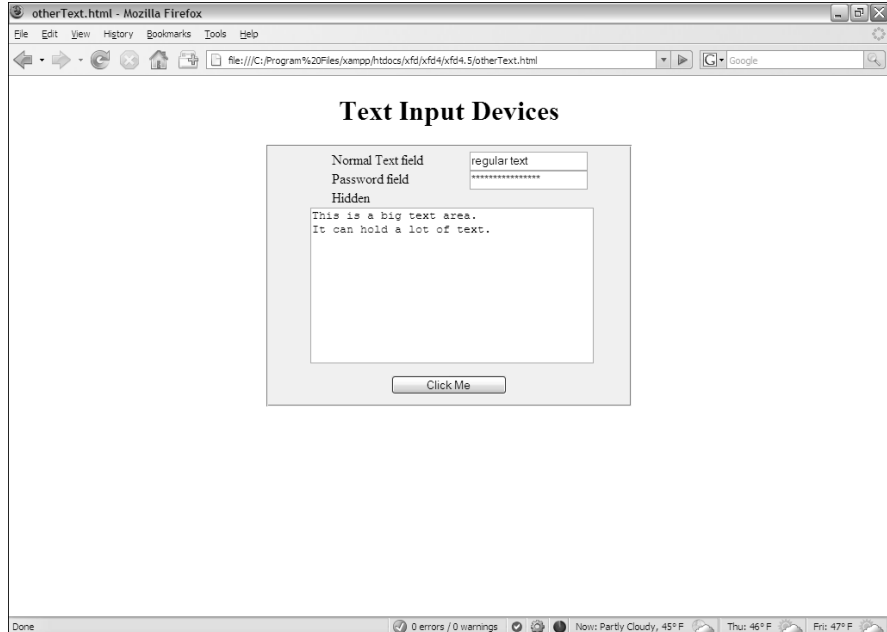 otherText.html - Mozilla Firefox
File Edit View History Bookmarks Tools Help
file:///C:/Program%20Files/xampp/htdocs/xfd/xfd4/xfd4.5/otherText.html
G Google
Text Input Devices
Normal Text field regular text
Password field ****************
Hidden
This is a big text area.
It can hold a lot of text.
Click Me
Done 0 errors / 0 warnings Now: Partly Cloudy, 45° F Thu: 46° F Fri: 47° F